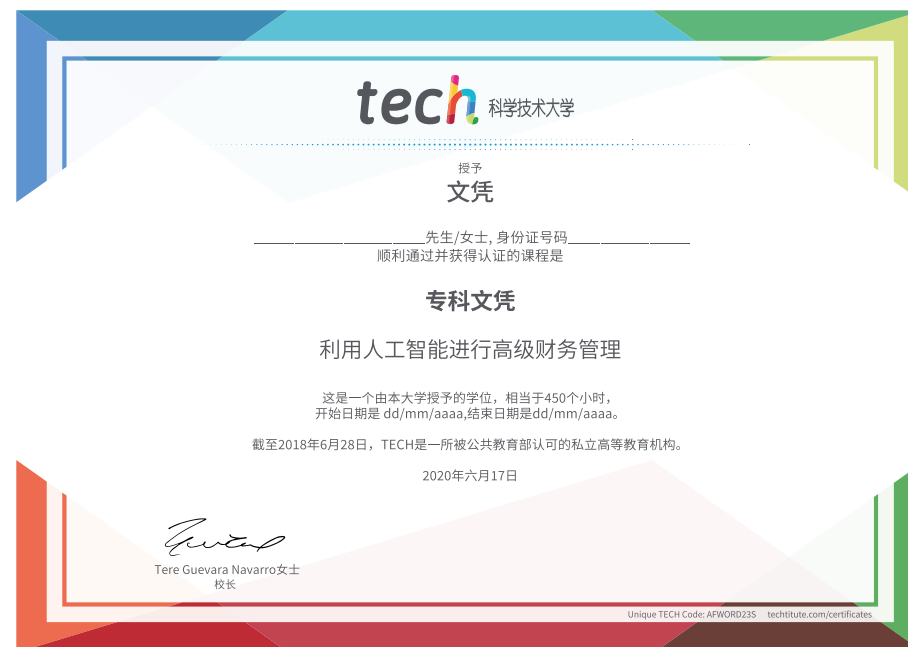 tech 科学技术大学
授予
文凭
____________________先生/女士, 身份证号码______________
顺利通过并获得认证的课程是
专科文凭
利用人工智能进行高级财务管理
这是一个由本大学授予的学位，相当于450个小时，
开始日期是 dd/mm/aaaa,结束日期是dd/mm/aaaa。
截至2018年6月28日，TECH是一所被公共教育部认可的私立高等教育机构。
2020年六月17日
Tere Guevara Navarro女士
校长
Unique TECH Code: AFWORD23S techtitute.com/certificates